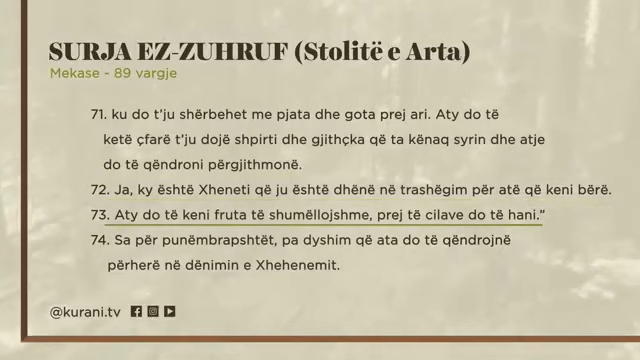 SURJA EZ-ZUHRUF (Stolitë e Arta)
Mekase - 89 vargje
71. ku do t'ju shërbehet me pjata dhe gota prej ari. Aty do të
ketë çfarë t'ju dojë shpirti dhe gjithçka që ta kënaq syrin dhe atje
do të qëndroni përgjithmonë.
72. Ja, ky është Xheneti që ju është dhënë në trashëgim për atë që keni bërë.
73. Aty do të keni fruta të shumëllojshme, prej të cilave do të hani.”
74. Sa për punëmbrapshtët, pa dyshim që ata do të qëndrojnë
përherë në dënimin e Xhehenemit.
@kurani.tv